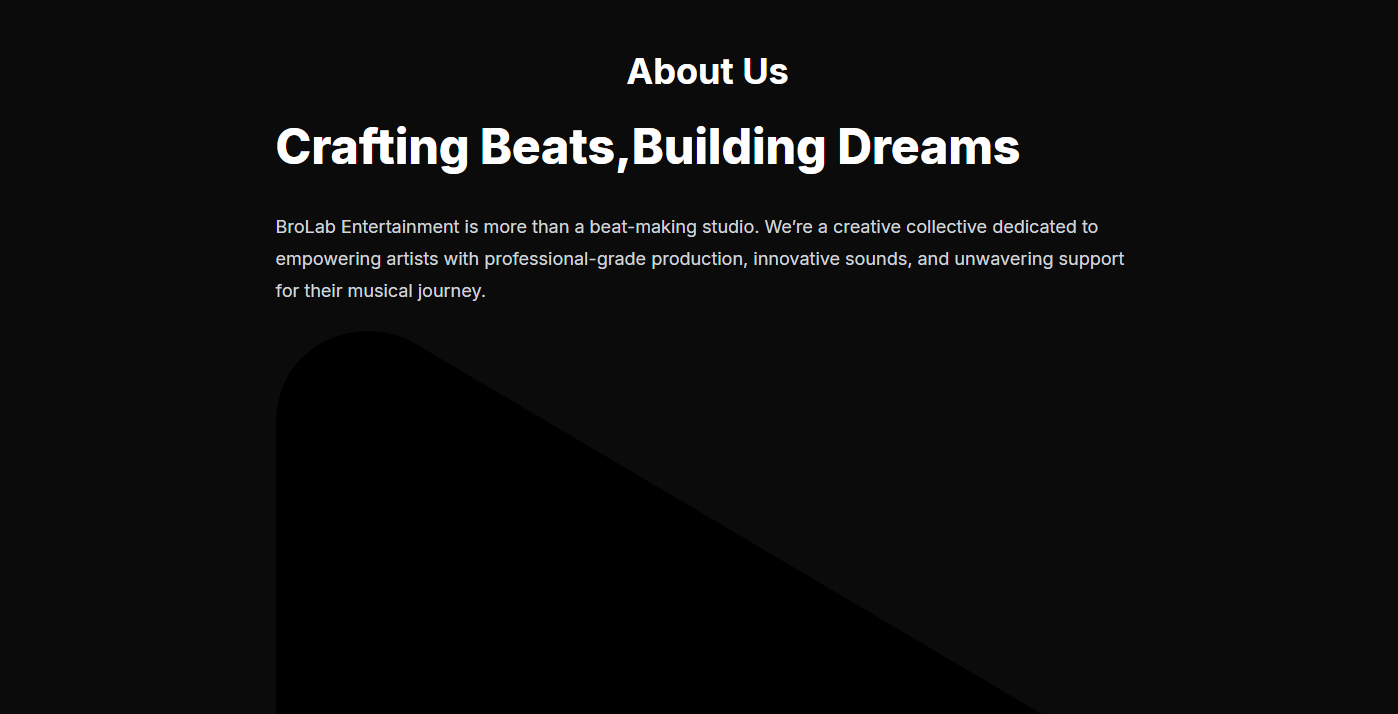 About Us
Crafting Beats,Building Dreams
BroLab Entertainment is more than a beat-making studio. We’re a creative collective dedicated to
empowering artists with professional-grade production, innovative sounds, and unwavering support
for their musical journey.